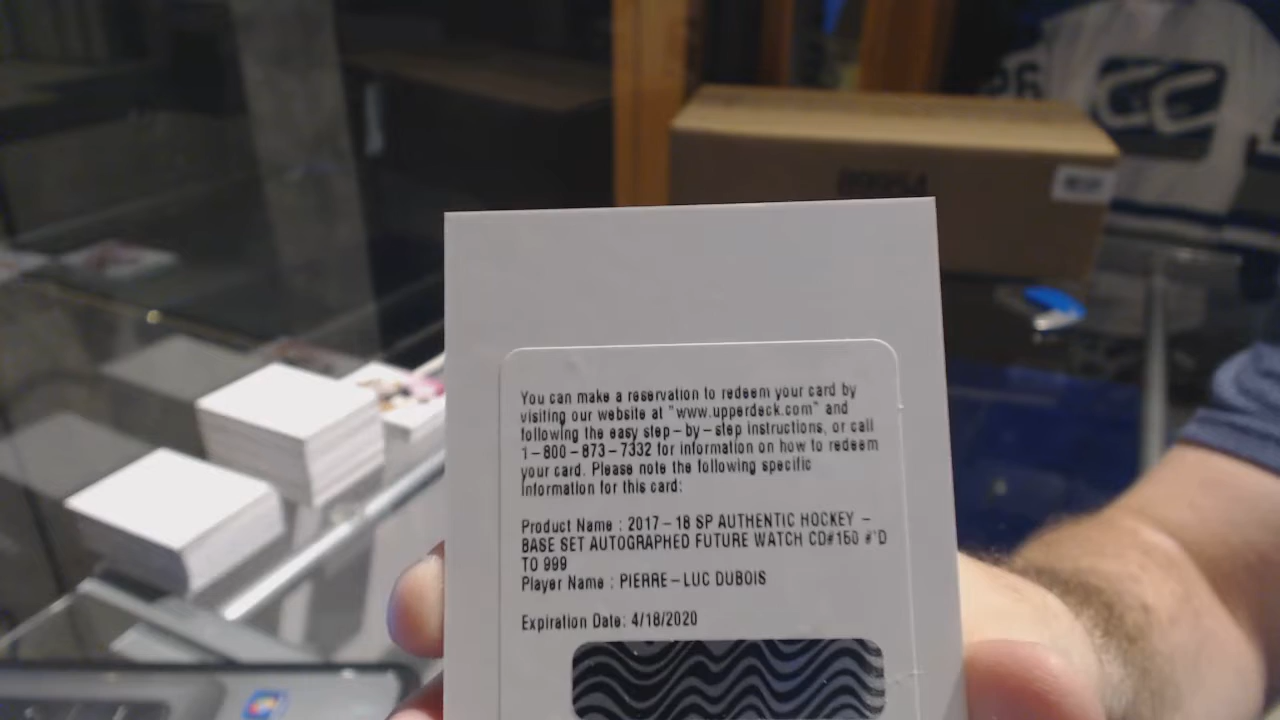 You can make a reservation to redeem your card by
visiting our website at "www.upperdeck.com" and
following the easy step-by-step instructions, or call
1-800-873-7332 for information on how to redeem
your card. Please note the following specific
information for this card:
Product Name : 2017-18 SP AUTHENTIC HOCKEY -
BASE SET AUTOGRAPHED FUTURE WATCH CD#150 #'D
TO 999
Player Name : PIERRE-LUC DUBOIS
Expiration Date: 4/18/2020